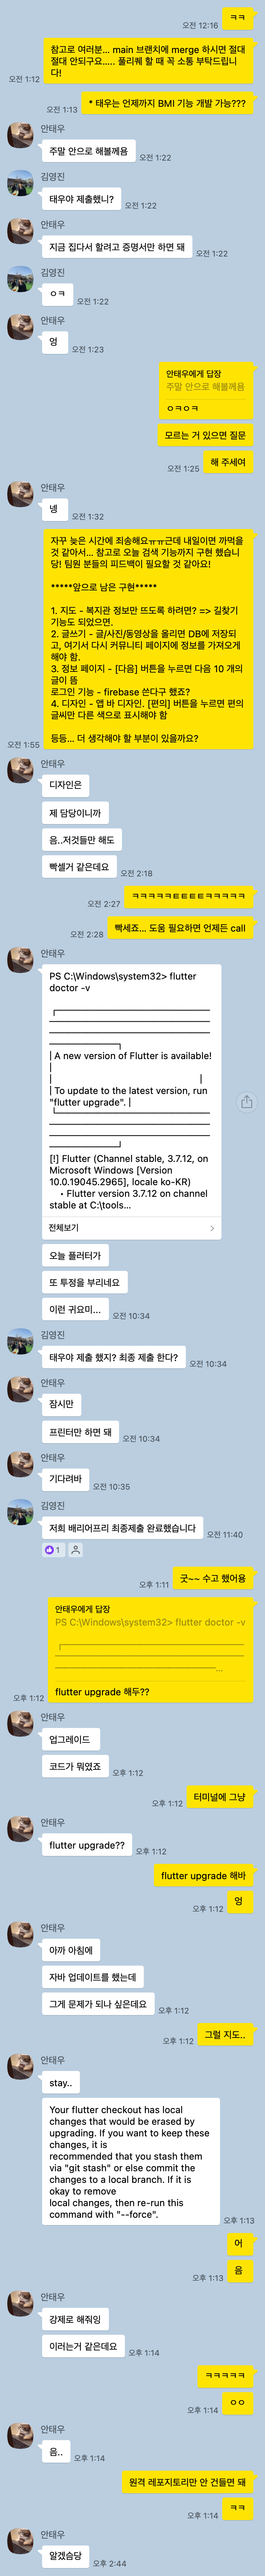 ㅋㅋ
오전 12:16
참고로 여러분... main 브랜치에 merge 하시면 절대
절대 안되구요..... 풀리퀘 할 때 꼭 소통 부탁드립니
다!
오전 1:12
* 태우는 언제까지 BMI 기능 개발 가능???
오전 1:13
안태우
주말 안으로 해볼께욤
오전 1:22
김영진
태우야 제출했니?
오전 1:22
안태우
지금 집다서 할려고 증명서만 하면 돼
오전 1:22
김영진
ㅇㅋ
오전 1:22
안태우
엉
오전 1:23
안태우에게 답장
주말 안으로 해볼께욤
ㅇㅋㅇㅋ
모르는 거 있으면 질문
해 주세여
오전 1:25
안태우
넹
오전 1:32
자꾸 늦은 시간에 죄송해요ㅠㅠ근데 내일이면 까먹을
것 같아서... 참고로 오늘 검색 기능까지 구현 했습니
당! 팀원 분들의 피드백이 필요할 것 같아요!
*****앞으로 남은 구현*****
1. 지도 - 복지관 정보만 뜨도록 하려면? => 길찾기
기능도 되었으면.
2. 글쓰기 - 글/사진/동영상을 올리면 DB에 저장되
고, 여기서 다시 커뮤니티 페이지에 정보를 가져오게
해야 함.
3. 정보 페이지 - [다음] 버튼을 누르면 다음 10 개의
글이 뜸
로그인 기능 - firebase 쓴다구 했죠?
4. 디자인 - 앱 바 디자인. [편의] 버튼을 누르면 편의
글씨만 다른 색으로 표시해야 함
등등... 더 생각해야 할 부분이 있을까요?
오전 1:55
안태우
디자인은
제 담당이니까
음..저것들만 해도
빡셀거 같은데요
오전 2:18
ㅋㅋㅋㅋㅋㅌㅌㅌㅌㅋㅋㅋㅋㅋ
오전 2:27
빡세죠... 도움 필요하면 언제든 call
오전 2:28
안태우
PS C:\Windows\system32> flutter
doctor -v
| A new version of Flutter is available!
|
|
| To update to the latest version, run
"flutter upgrade". |
[!] Flutter (Channel stable, 3.7.12, on
Microsoft Windows [Version
10.0.19045.2965], locale ko-KR)
• Flutter version 3.7.12 on channel
stable at C:\tools...
전체보기
오늘 플러터가
또 투정을 부리네요
이런 귀요미...
오전 10:34
김영진
태우야 제출 했지? 최종 제출 한다?
오전 10:34
안태우
잠시만
프린터만 하면 돼
오전 10:34
안태우
기다려바
오전 10:35
김영진
저희 배리어프리 최종제출 완료했습니다
오전 11:40
1
굿~~ 수고 했어용
오후 1:11
안태우에게 답장
PS C:\Windows\system32> flutter doctor -v
...
flutter upgrade 해두??
오후 1:12
안태우
업그레이드
코드가 뭐였죠
오후 1:12
터미널에 그냥
오후 1:12
안태우
flutter upgrade??
오후 1:12
flutter upgrade 해바
엉
오후 1:12
안태우
아까 아침에
자바 업데이트를 했는데
그게 문제가 되나 싶은데요
오후 1:12
그럴 지도..
오후 1:12
안태우
stay..
Your flutter checkout has local
changes that would be erased by
upgrading. If you want to keep these
changes, it is
recommended that you stash them
via "git stash" or else commit the
changes to a local branch. If it is
okay to remove
local changes, then re-run this
command with "--force".
오후 1:13
어
음
오후 1:13
안태우
강제로 해줘잉
이러는거 같은데요
오후 1:14
ㅋㅋㅋㅋㅋ
ㅇㅇ
오후 1:14
안태우
음..
오후 1:14
원격 레포지토리만 안 건들면 돼
ㅋㅋ
오후 1:14
안태우
알겠슴당
오후 2:44